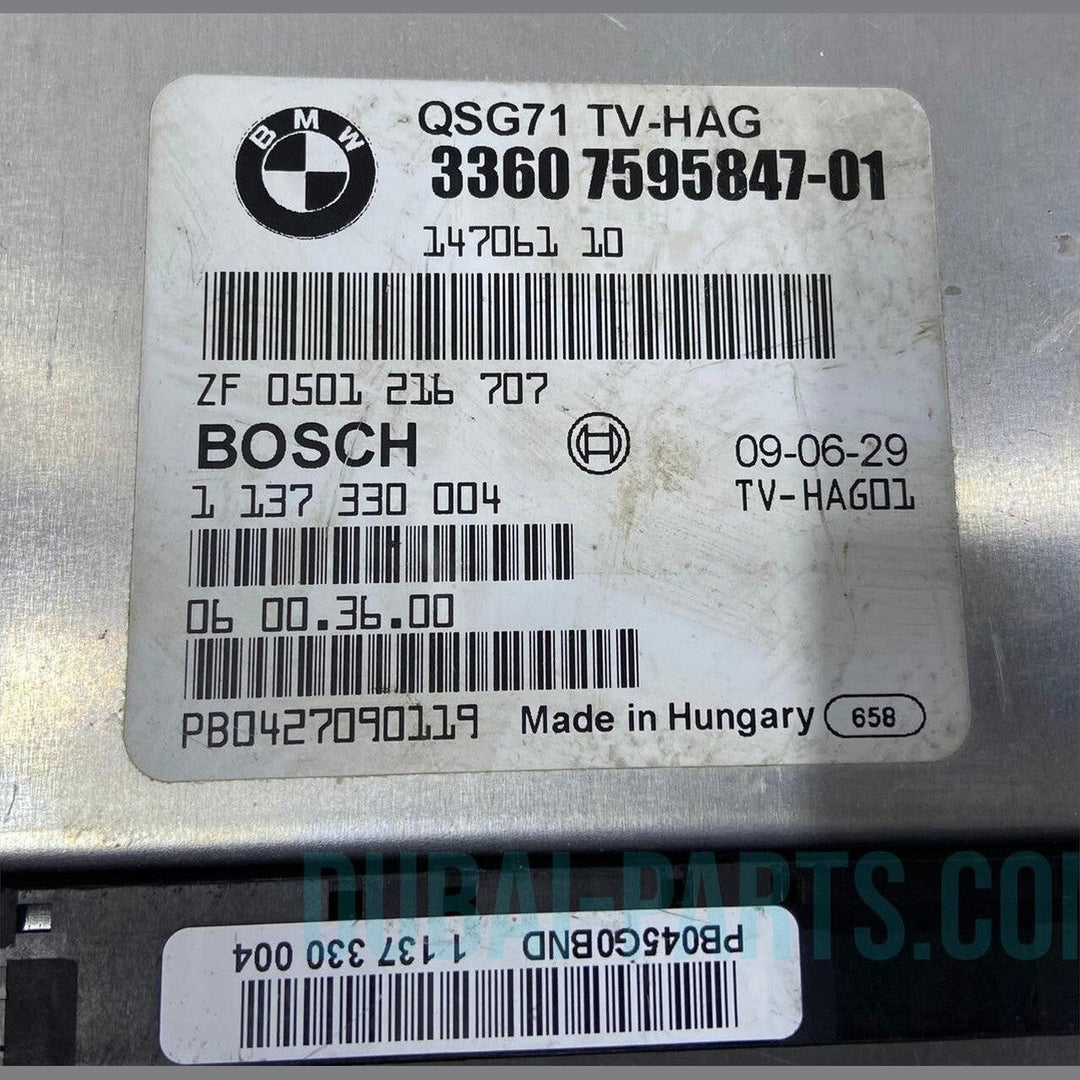 BMW
QSG71 TV-HAG
3360 7595847-01
147061 10
ZF 0501 216 707
BOSCH
09-06-29
1 137 330 004
TV-HAG01
06 00.36.00
PB0427090119
Made in Hungary 658
DUBAI-PARTS.COM
1 137 330 004 PB045G0BND